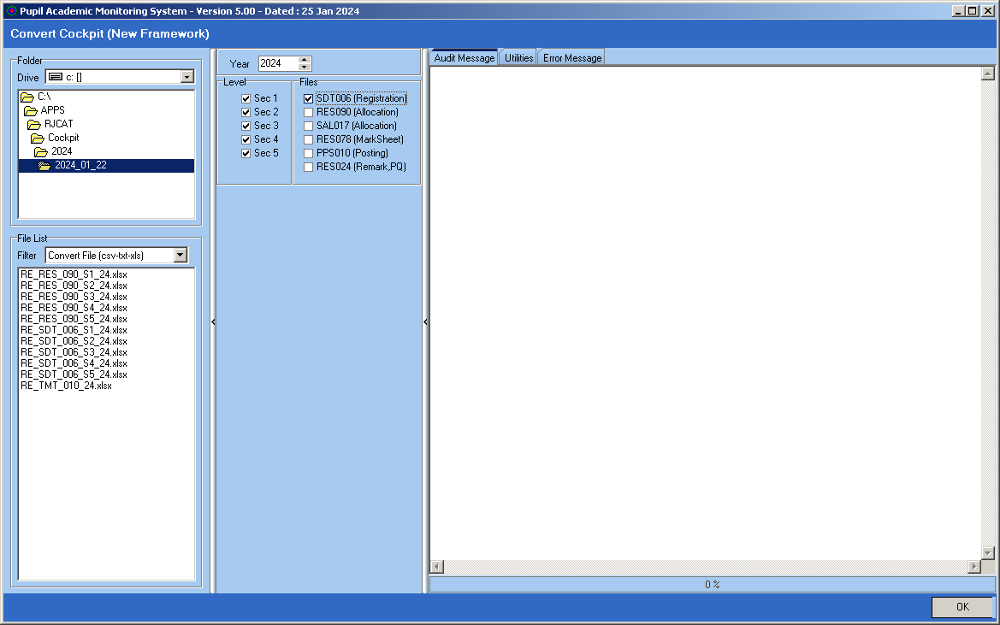 Pupil Academic Monitoring System - Version 5.00 - Dated : 25 Jan 2024
Convert Cockpit (New Framework)
Folder
Drive c: []
C:\
APPS
RJCAT
Cockpit
2024
2024_01_22
File List
Filter Convert File (csv-txt-xls)
RE_RES_090_S1_24.xlsx
RE_RES_090_S2_24.xlsx
RE_RES_090_S3_24.xlsx
RE_RES_090_S4_24.xlsx
RE_RES_090_S5_24.xlsx
RE_SDT_006_S1_24.xlsx
RE_SDT_006_S2_24.xlsx
RE_SDT_006_S3_24.xlsx
RE_SDT_006_S4_24.xlsx
RE_SDT_006_S5_24.xlsx
RE_TMT_010_24.xlsx
Year 2024
Level
Sec 1
Sec 2
Sec 3
Sec 4
Sec 5
Files
SDT006 (Registration)
RES090 (Allocation)
SAL017 (Allocation)
RES078 (MarkSheet)
PPS010 (Posting)
RES024 (Remark,PQ)
Audit Message Utilities Error Message
0 %
OK